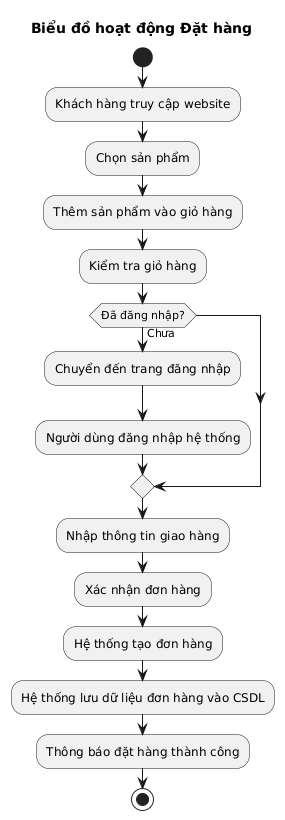 Biểu đồ hoạt động Đặt hàng
Khách hàng truy cập website
Chọn sản phẩm
Thêm sản phẩm vào giỏ hàng
Kiểm tra giỏ hàng
Đã đăng nhập?
Chưa
Chuyển đến trang đăng nhập
Người dùng đăng nhập hệ thống
Nhập thông tin giao hàng
Xác nhận đơn hàng
Hệ thống tạo đơn hàng
Hệ thống lưu dữ liệu đơn hàng vào CSDL
Thông báo đặt hàng thành công